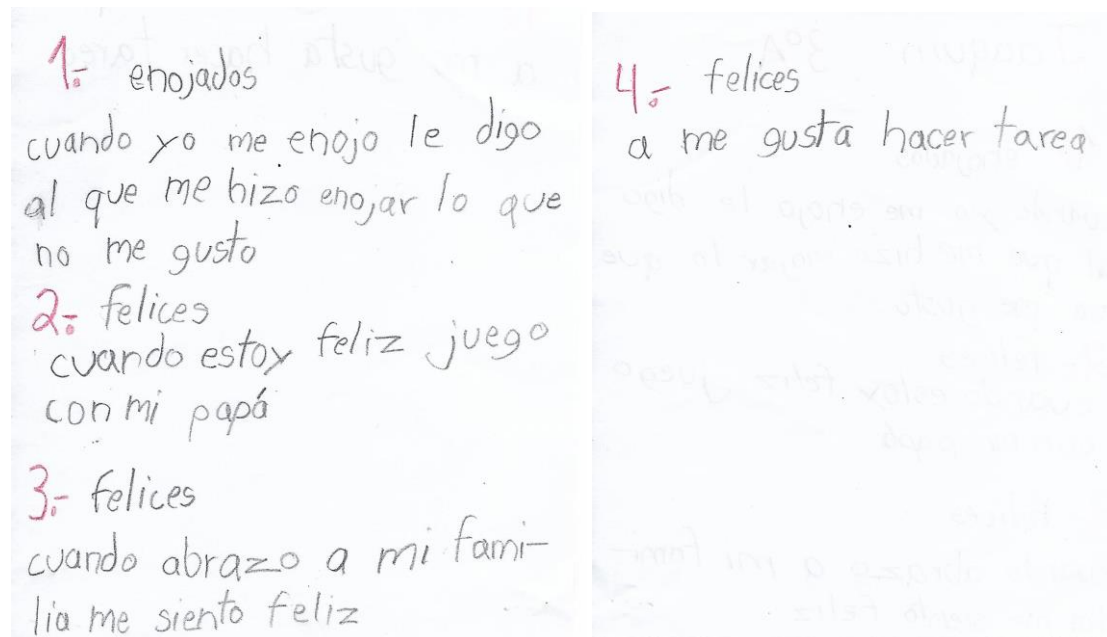 1.- enojados
cuando yo me enojo le digo
al que me hizo enojar lo que
no me gusto
2.- felices
cuando estoy feliz juego
con mi papá
3.- felices
cuando abrazo a mi fami-
lia me siento feliz
4.- felices
a me gusta hacer tarea